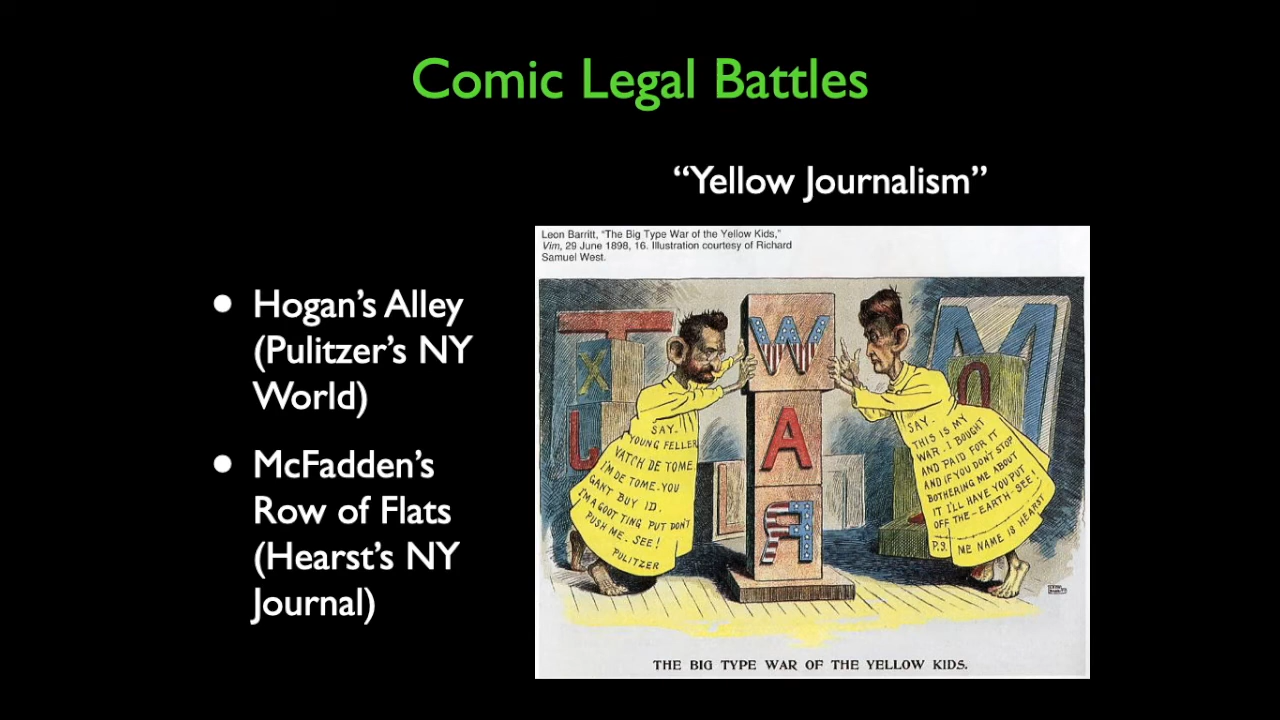 Comic Legal Battles
“Yellow Journalism”
• Hogan’s Alley
(Pulitzer’s NY
World)
• McFadden’s
Row of Flats
(Hearst’s NY
Journal)
Leon Barritt, “The Big Type War of the Yellow Kids,”
Vim, 29 June 1898, 16. Illustration courtesy of Richard
Samuel West.
T
X
L
W
A
R
M
O
SAY.
YOUNG FELLER
VATCH DE TOME
I'M DE TOME. YOU
GANT BUY ID.
I'M A GOOT TING PUT DON'T
PUSH ME. SEE!
PULITZER
SAY.
THIS IS MY
WAR - I BOUGHT
AND PAID FOR IT
AND IF YOU DON'T STOP
BOTHERING ME ABOUT
IT I'LL HAVE YOU PUT
OFF THE - EARTH - SEE!
P.S. ME NAME IS HEARST
THE BIG TYPE WAR OF THE YELLOW KIDS.